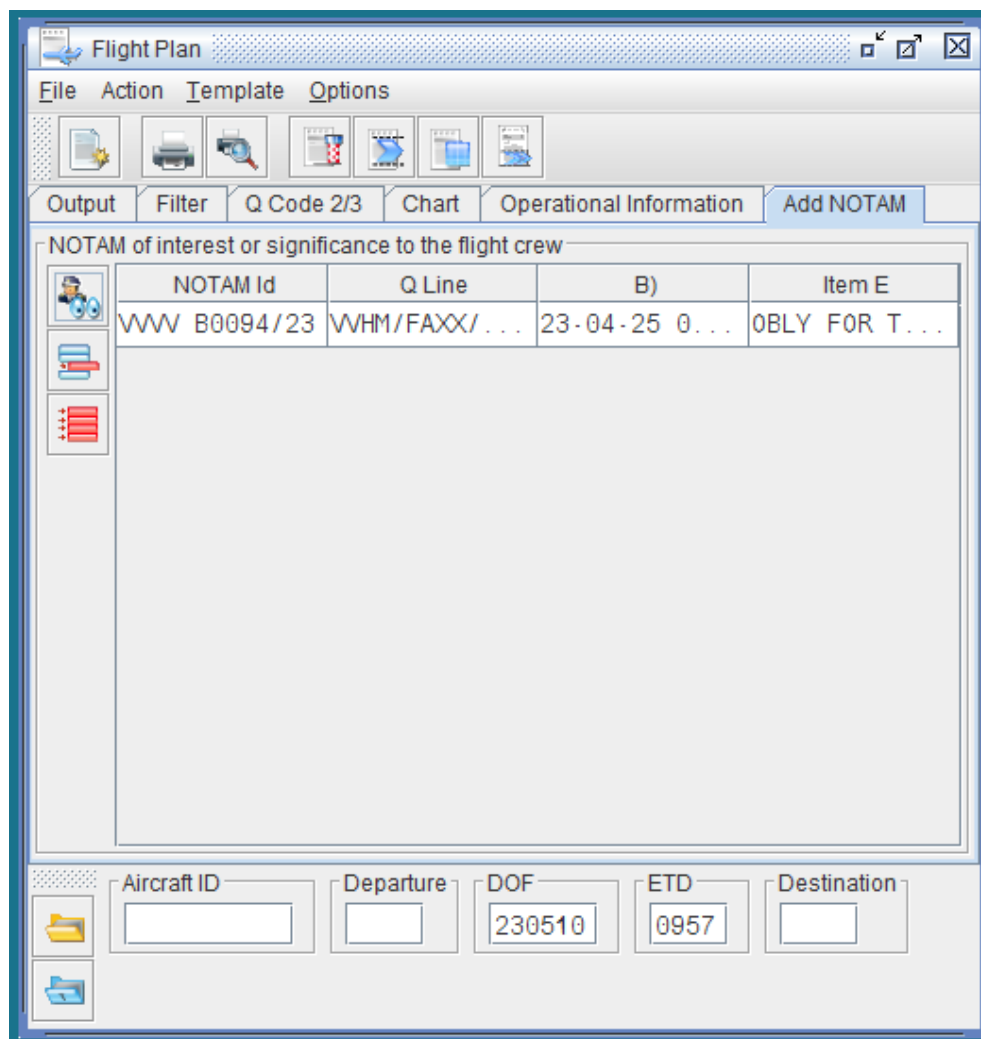 Flight Plan
File Action Template Options
Output Filter Q Code 2/3 Chart Operational Information Add NOTAM
NOTAM of interest or significance to the flight crew
NOTAM Id Q Line B) Item E
VVVV B0094/23 VVHM/FAXX/... 23-04-25 0... OBLY FOR T...
Aircraft ID Departure DOF ETD Destination
230510 0957